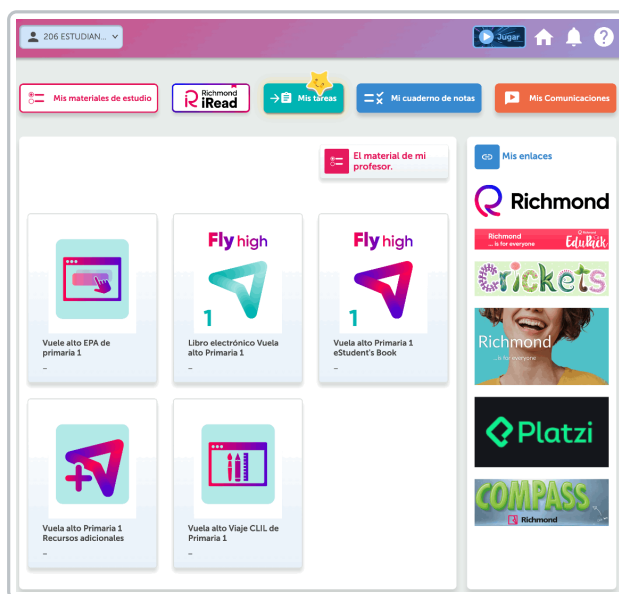 206 ESTUDIAN...
Jugar
Mis materiales de estudio
Richmond
iRead
Mis tareas
Mi cuaderno de notas
Mis Comunicaciones
El material de mi
profesor.
Mis enlaces
Richmond
Richmond
... is for everyone
Richmond
EduPack
Crickets
Richmond
...is for everyone
Platzi
COMPASS
Richmond
Vuele alto EPA de
primaria 1
–
Fly high
1
Libro electrónico Vuela
alto Primaria 1
–
Fly high
1
Vuela alto Primaria 1
eStudent's Book
–
Vuela alto Primaria 1
Recursos adicionales
–
Vuela alto Viaje CLIL de
Primaria 1
–